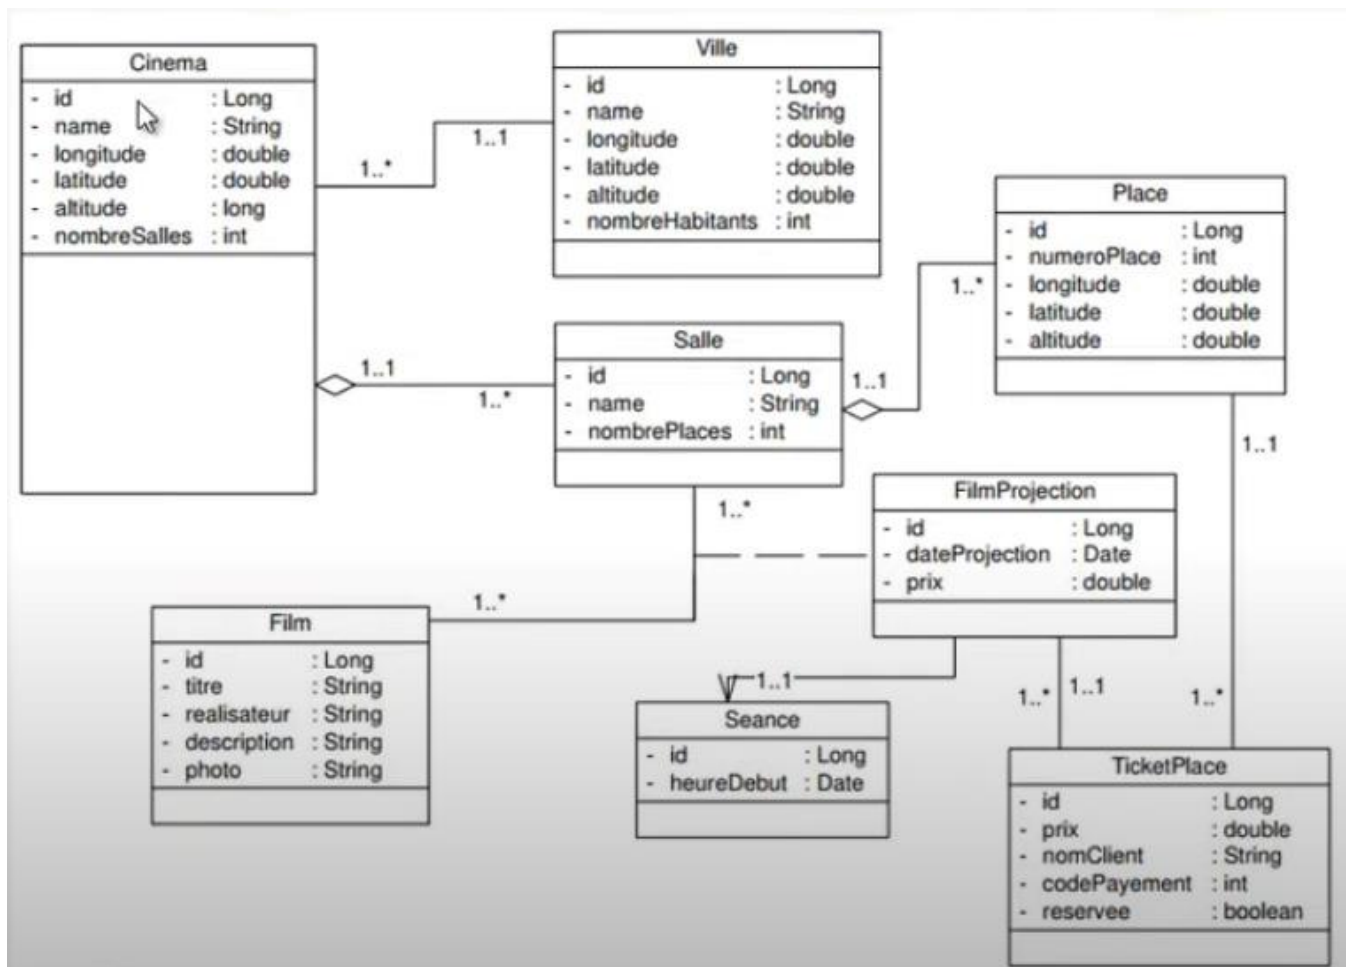 Cinema
- id : Long
- name : String
- longitude : double
- latitude : double
- altitude : long
- nombreSalles : int
1..*
1..1
Ville
- id : Long
- name : String
- longitude : double
- latitude : double
- altitude : double
- nombreHabitants : int
1..1
1..*
Salle
- id : Long
- name : String
- nombrePlaces : int
1..1
1..*
Place
- id : Long
- numeroPlace : int
- longitude : double
- latitude : double
- altitude : double
1..1
1..*
FilmProjection
- id : Long
- dateProjection : Date
- prix : double
1..*
Film
- id : Long
- titre : String
- realisateur : String
- description : String
- photo : String
1..1
Seance
- id : Long
- heureDebut : Date
1..*
1..1
1..*
TicketPlace
- id : Long
- prix : double
- nomClient : String
- codePayement : int
- reservee : boolean